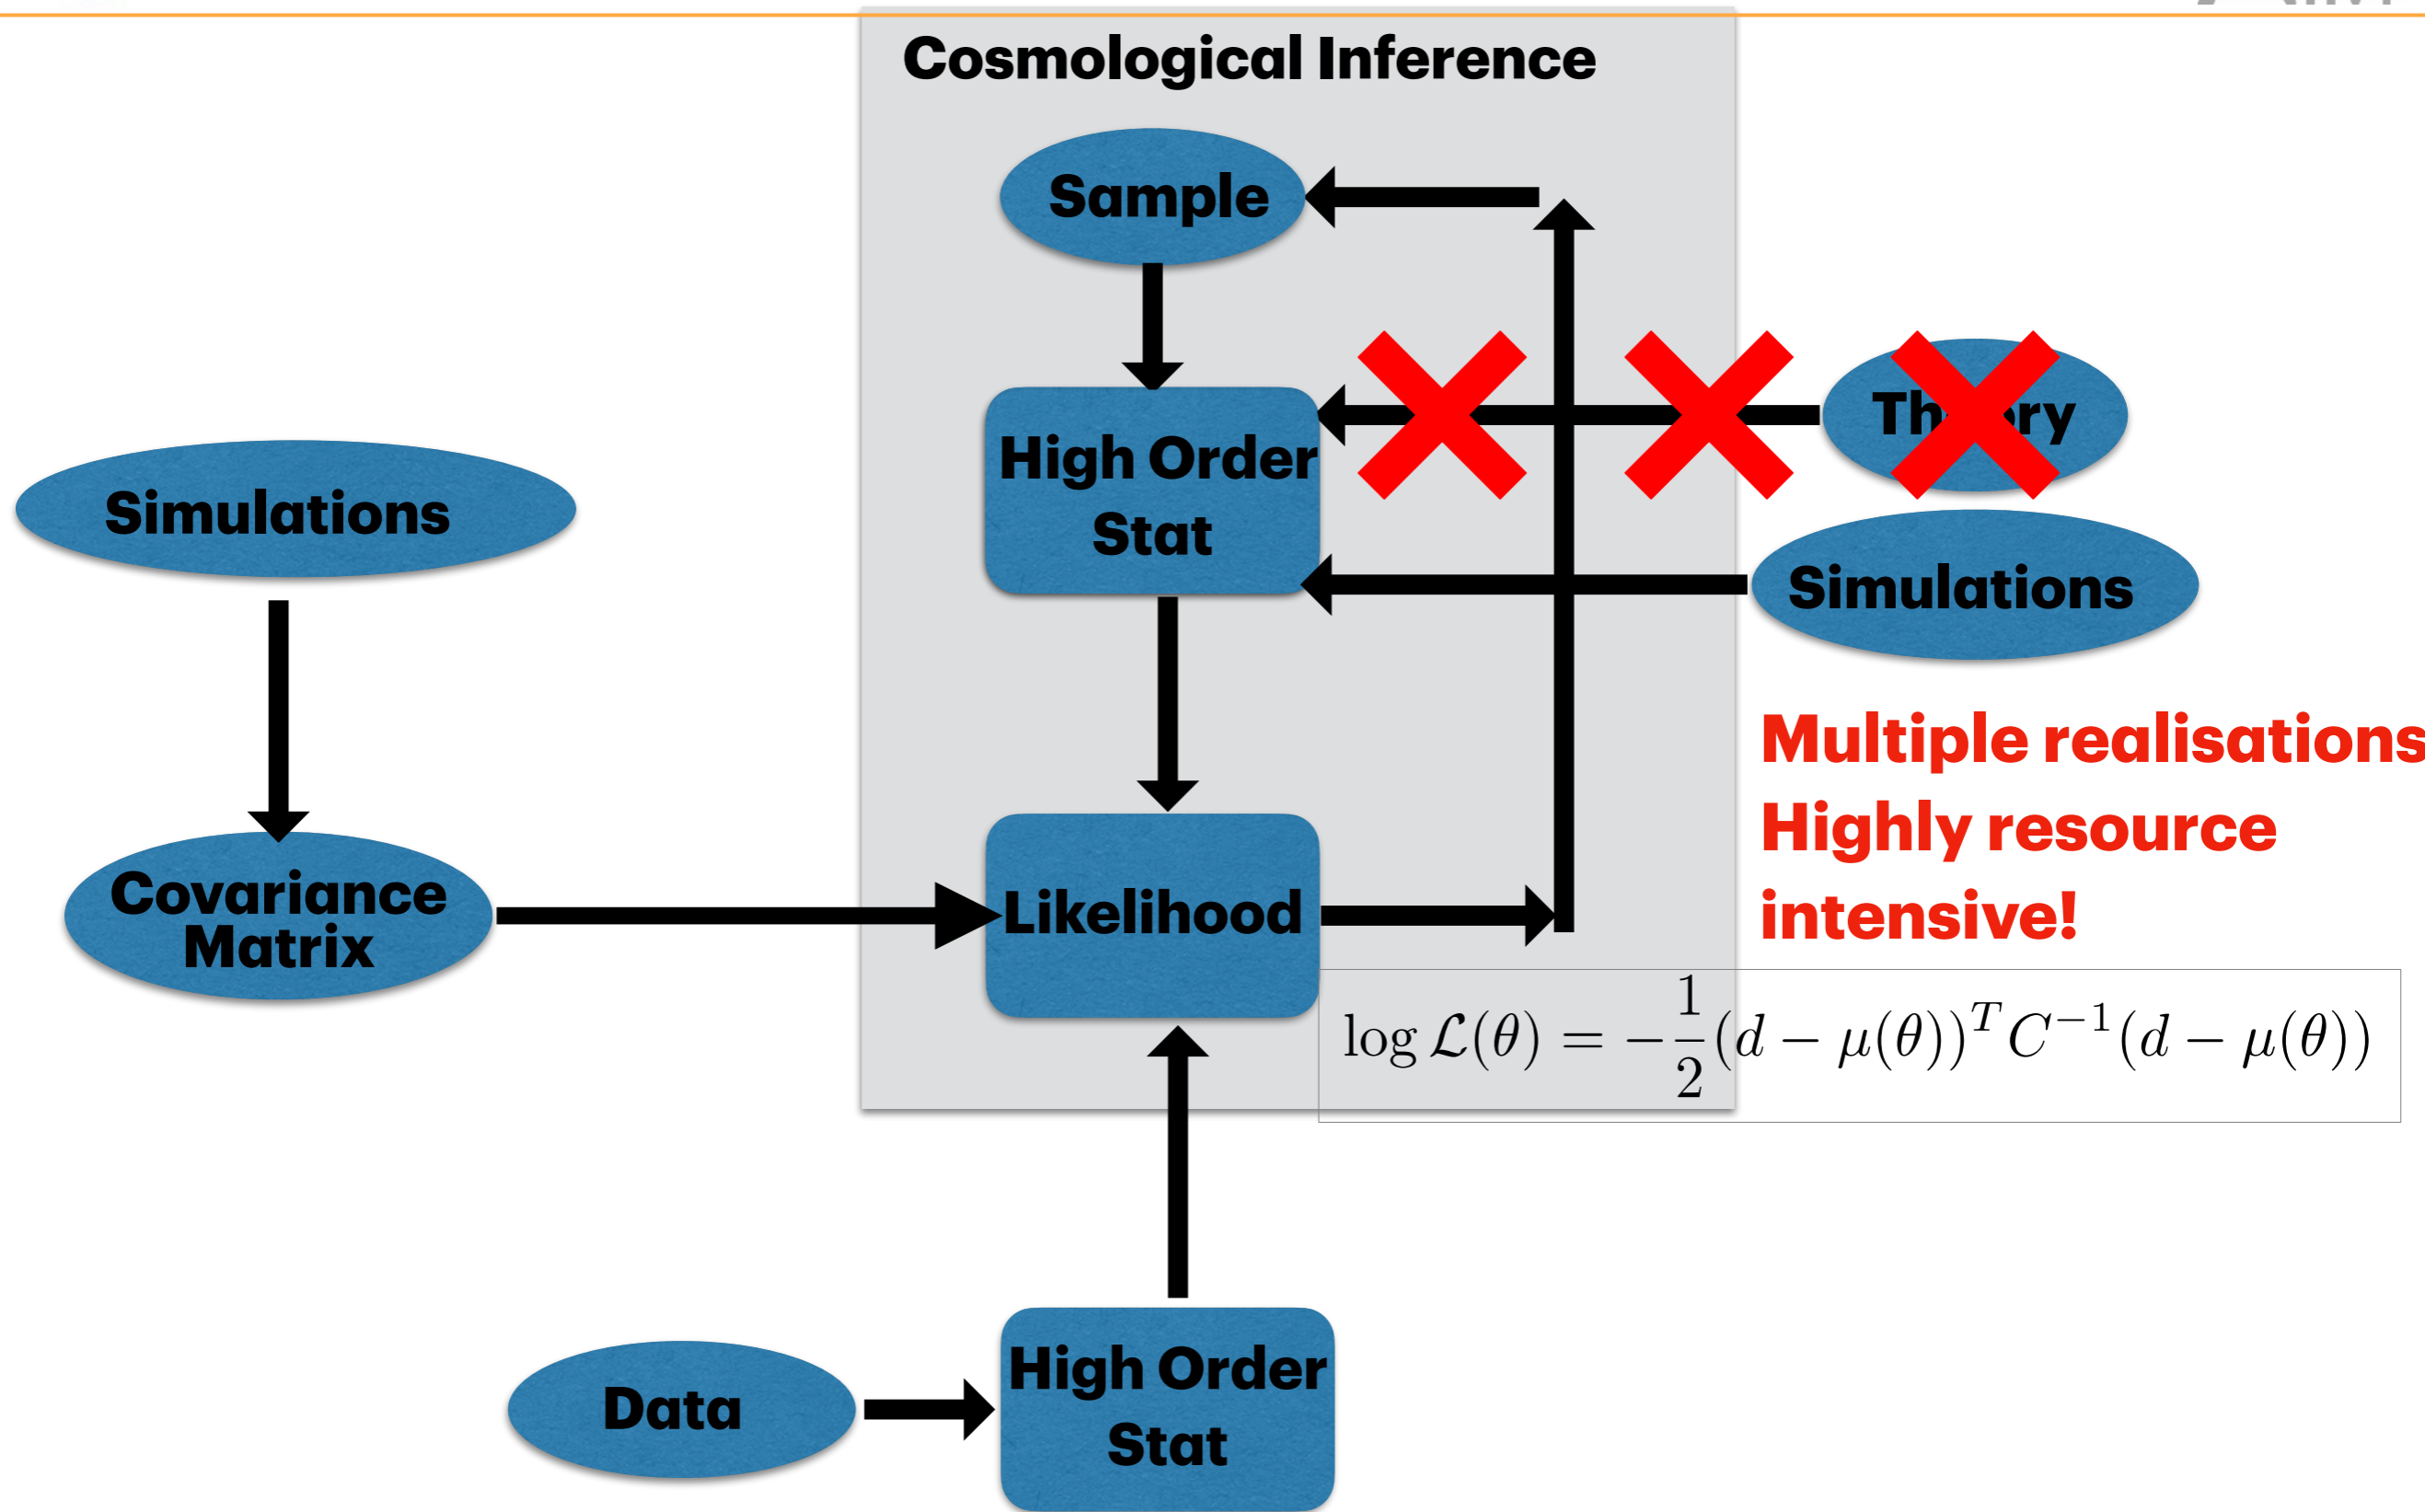 Cosmological Inference
Sample
High Order
Stat
Simulations
Simulations
Multiple realisations
Highly resource
intensive!
Covariance
Matrix
Likelihood
log ℒ(θ) = −1/2 (d − μ(θ))ᵀ C⁻¹ (d − μ(θ))
Data
High Order
Stat